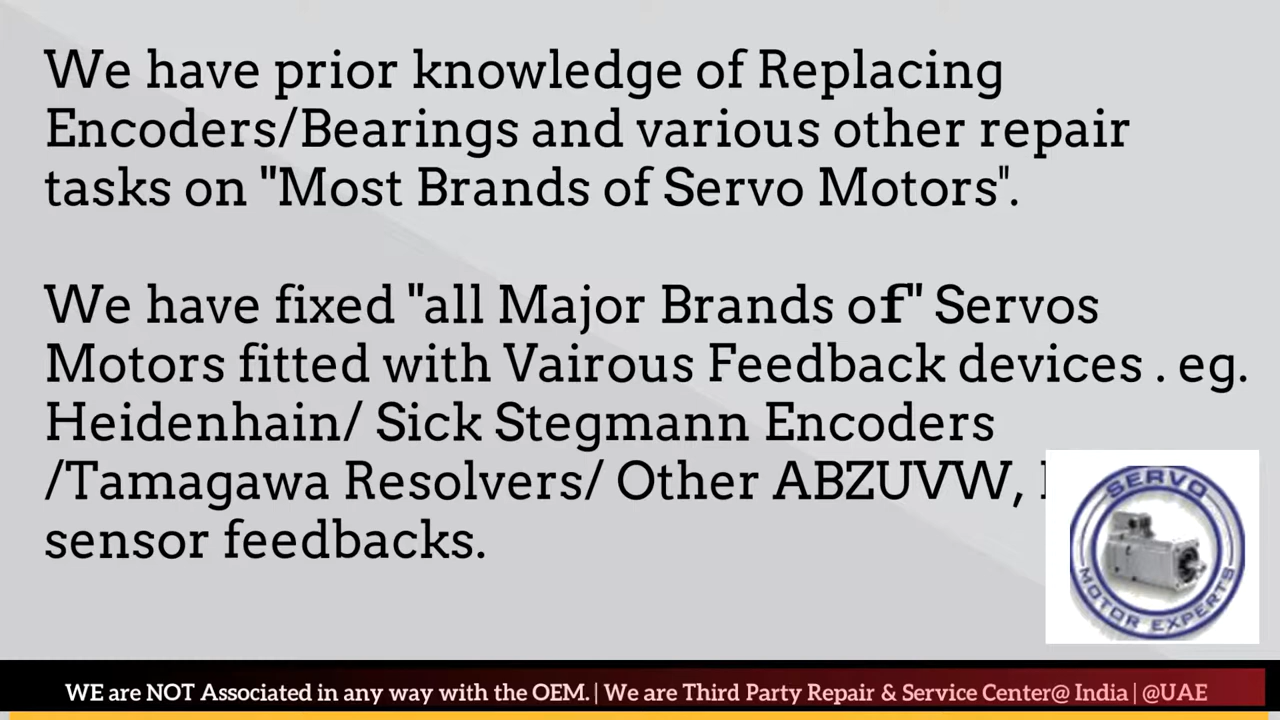 We have prior knowledge of Replacing
Encoders/Bearings and various other repair
tasks on "Most Brands of Servo Motors".
We have fixed "all Major Brands of" Servos
Motors fitted with Vairous Feedback devices . eg.
Heidenhain/ Sick Stegmann Encoders
/Tamagawa Resolvers/ Other ABZUVW,
sensor feedbacks.
SERVO
MOTOR EXPERTS
WE are NOT Associated in any way with the OEM. | We are Third Party Repair & Service Center@ India | @UAE